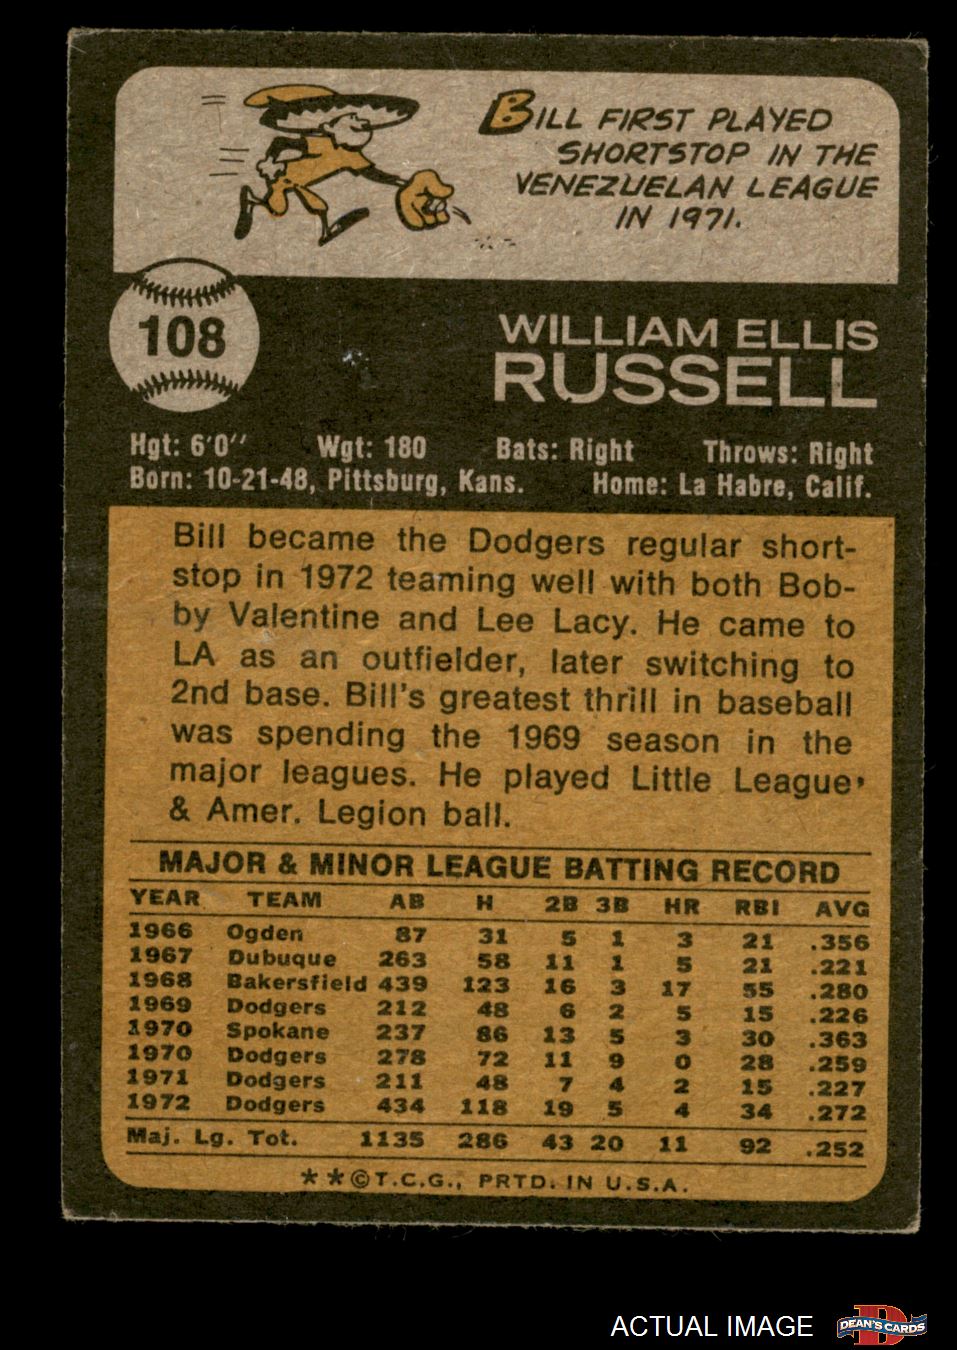 BILL FIRST PLAYED
SHORTSTOP IN THE
VENEZUELAN LEAGUE
IN 1971.
108
WILLIAM ELLIS
RUSSELL
Hgt: 6'0" Wgt: 180 Bats: Right Throws: Right
Born: 10-21-48, Pittsburg, Kans. Home: La Habre, Calif.
Bill became the Dodgers regular short-
stop in 1972 teaming well with both Bob-
by Valentine and Lee Lacy. He came to
LA as an outfielder, later switching to
2nd base. Bill's greatest thrill in baseball
was spending the 1969 season in the
major leagues. He played Little League
& Amer. Legion ball.
MAJOR & MINOR LEAGUE BATTING RECORD
YEAR TEAM AB H 2B 3B HR RBI AVG
1966 Ogden 87 31 5 1 3 21 .356
1967 Dubuque 263 58 11 1 5 21 .221
1968 Bakersfield 439 123 16 3 17 55 .280
1969 Dodgers 212 48 6 2 5 15 .226
1970 Spokane 237 86 13 5 3 30 .363
1970 Dodgers 278 72 11 9 0 28 .259
1971 Dodgers 211 48 7 4 2 15 .227
1972 Dodgers 434 118 19 5 4 34 .272
Maj. Lg. Tot. 1135 286 43 20 11 92 .252
**©T.C.G., PRTD. IN U.S.A.
ACTUAL IMAGE
D
DEAN'S CARDS